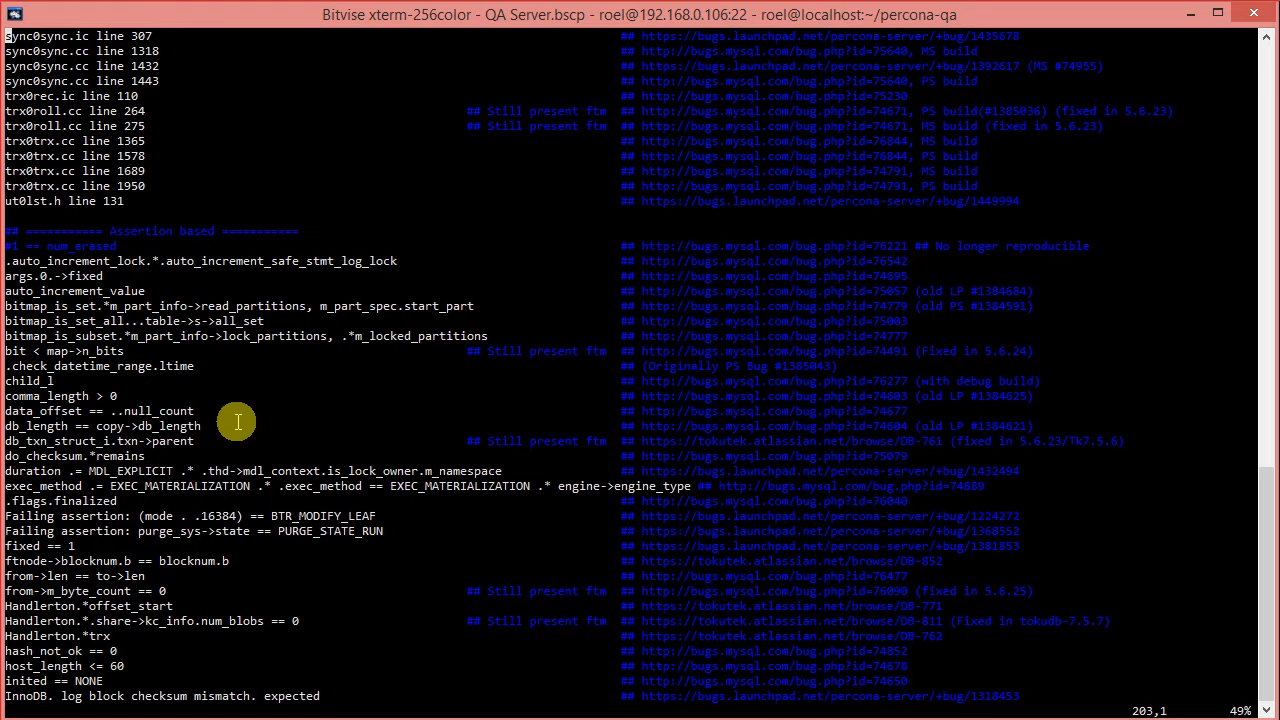 Bitvise xterm-256color - QA Server.bscp - roel@192.168.0.106:22 - roel@localhost:~/percona-qa
sync0sync.ic line 307 ## https://bugs.launchpad.net/percona-server/+bug/1435678
sync0sync.cc line 1318 ## http://bugs.mysql.com/bug.php?id=75640, MS build
sync0sync.cc line 1432 ## https://bugs.launchpad.net/percona-server/+bug/1392617 (MS #74955)
sync0sync.cc line 1443 ## http://bugs.mysql.com/bug.php?id=75640, PS build
trx0rec.ic line 110 ## http://bugs.mysql.com/bug.php?id=75230
trx0roll.cc line 264 ## Still present ftm ## http://bugs.mysql.com/bug.php?id=74671, PS build(#1385036) (fixed in 5.6.23)
trx0roll.cc line 275 ## Still present ftm ## http://bugs.mysql.com/bug.php?id=74671, MS build (fixed in 5.6.23)
trx0trx.cc line 1365 ## http://bugs.mysql.com/bug.php?id=76844, MS build
trx0trx.cc line 1578 ## http://bugs.mysql.com/bug.php?id=76844, PS build
trx0trx.cc line 1689 ## http://bugs.mysql.com/bug.php?id=74791, MS build
trx0trx.cc line 1950 ## http://bugs.mysql.com/bug.php?id=74791, PS build
ut0lst.h line 131 ## https://bugs.launchpad.net/percona-server/+bug/1449994
## =========== Assertion based ===========
#1 == num_erased ## http://bugs.mysql.com/bug.php?id=76221 ## No longer reproducible
.auto_increment_lock.*.auto_increment_safe_stmt_log_lock ## http://bugs.mysql.com/bug.php?id=76542
args.0.->fixed ## http://bugs.mysql.com/bug.php?id=74695
auto_increment_value ## http://bugs.mysql.com/bug.php?id=75057 (old LP #1384684)
bitmap_is_set.*m_part_info->read_partitions, m_part_spec.start_part ## http://bugs.mysql.com/bug.php?id=74779 (old PS #1384591)
bitmap_is_set_all...table->s->all_set ## http://bugs.mysql.com/bug.php?id=75003
bitmap_is_subset.*m_part_info->lock_partitions, .*m_locked_partitions ## http://bugs.mysql.com/bug.php?id=74777
bit < map->n_bits ## Still present ftm ## http://bugs.mysql.com/bug.php?id=74491 (Fixed in 5.6.24)
.check_datetime_range.ltime ## (Originally PS Bug #1385043)
child_l ## http://bugs.mysql.com/bug.php?id=76277 (with debug build)
comma_length > 0 ## http://bugs.mysql.com/bug.php?id=74603 (old LP #1384625)
data_offset == ..null_count ## http://bugs.mysql.com/bug.php?id=74677
db_length == copy->db_length ## http://bugs.mysql.com/bug.php?id=74604 (old LP #1384621)
db_txn_struct_i.txn->parent ## Still present ftm ## https://tokutek.atlassian.net/browse/DB-761 (fixed in 5.6.23/Tk7.5.6)
do_checksum.*remains ## http://bugs.mysql.com/bug.php?id=75079
duration .= MDL_EXPLICIT .* .thd->mdl_context.is_lock_owner.m_namespace ## https://bugs.launchpad.net/percona-server/+bug/1432494
exec_method .= EXEC_MATERIALIZATION .* .exec_method == EXEC_MATERIALIZATION .* engine->engine_type ## http://bugs.mysql.com/bug.php?id=74889
.flags.finalized ## http://bugs.mysql.com/bug.php?id=76040
Failing assertion: (mode . .16384) == BTR_MODIFY_LEAF ## https://bugs.launchpad.net/percona-server/+bug/1224272
Failing assertion: purge_sys->state == PURGE_STATE_RUN ## https://bugs.launchpad.net/percona-server/+bug/1368552
fixed == 1 ## https://bugs.launchpad.net/percona-server/+bug/1381853
ftnode->blocknum.b == blocknum.b ## https://tokutek.atlassian.net/browse/DB-852
from->len == to->len ## http://bugs.mysql.com/bug.php?id=76477
from->m_byte_count == 0 ## Still present ftm ## http://bugs.mysql.com/bug.php?id=76090 (fixed in 5.6.25)
Handlerton.*offset_start ## https://tokutek.atlassian.net/browse/DB-771
Handlerton.*.share->kc_info.num_blobs == 0 ## Still present ftm ## https://tokutek.atlassian.net/browse/DB-811 (Fixed in tokudb-7.5.7)
Handlerton.*trx ## https://tokutek.atlassian.net/browse/DB-762
hash_not_ok == 0 ## http://bugs.mysql.com/bug.php?id=74852
host_length <= 60 ## http://bugs.mysql.com/bug.php?id=74678
inited == NONE ## http://bugs.mysql.com/bug.php?id=74650
InnoDB. log block checksum mismatch. expected ## https://bugs.launchpad.net/percona-server/+bug/1318453
203,1 49%